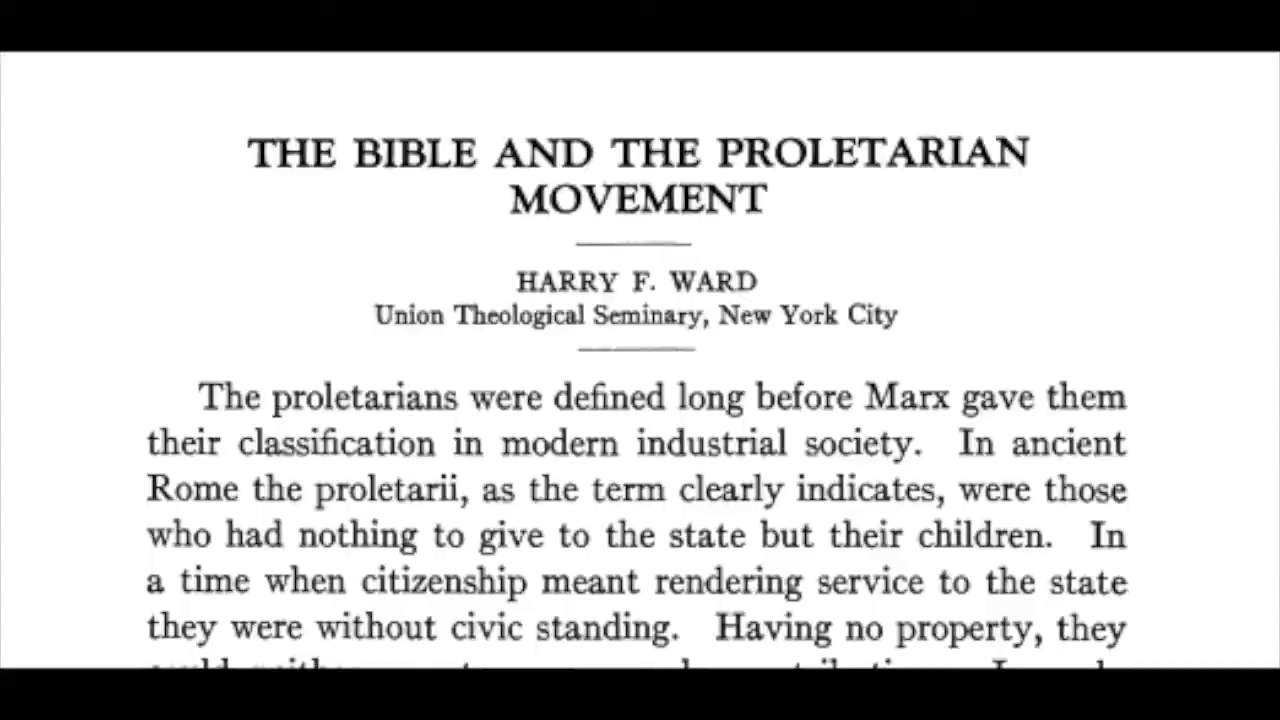 THE BIBLE AND THE PROLETARIAN
MOVEMENT
HARRY F. WARD
Union Theological Seminary, New York City
The proletarians were defined long before Marx gave them
their classification in modern industrial society. In ancient
Rome the proletarii, as the term clearly indicates, were those
who had nothing to give to the state but their children. In
a time when citizenship meant rendering service to the state
they were without civic standing. Having no property, they